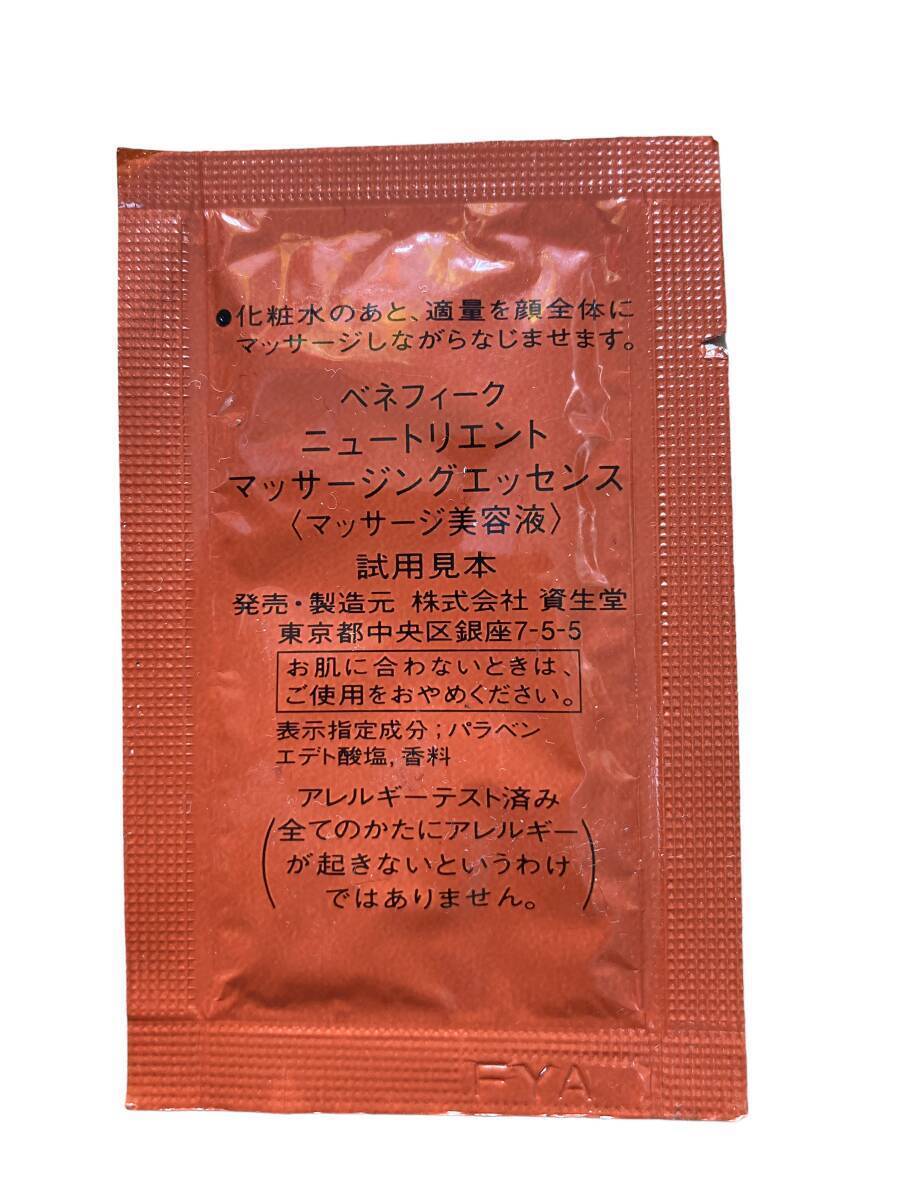 ●化粧水のあと、適量を顔全体に
マッサージしながらなじませます。
ベネフィーク
ニュートリエント
マッサージングエッセンス
〈マッサージ美容液〉
試用見本
発売・製造元 株式会社 資生堂
東京都中央区銀座7-5-5
お肌に合わないときは、
ご使用をおやめください。
表示指定成分;パラベン
エデト酸塩,香料
アレルギーテスト済み
(全てのかたにアレルギー
が起きないというわけ
ではありません。)
FYA